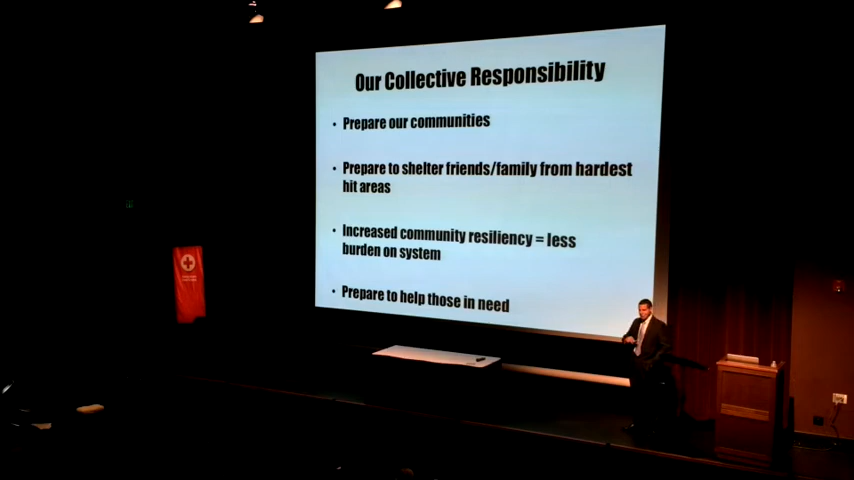 Our Collective Responsibility
• Prepare our communities
• Prepare to shelter friends/family from hardest
hit areas
• Increased community resiliency = less
burden on system
• Prepare to help those in need